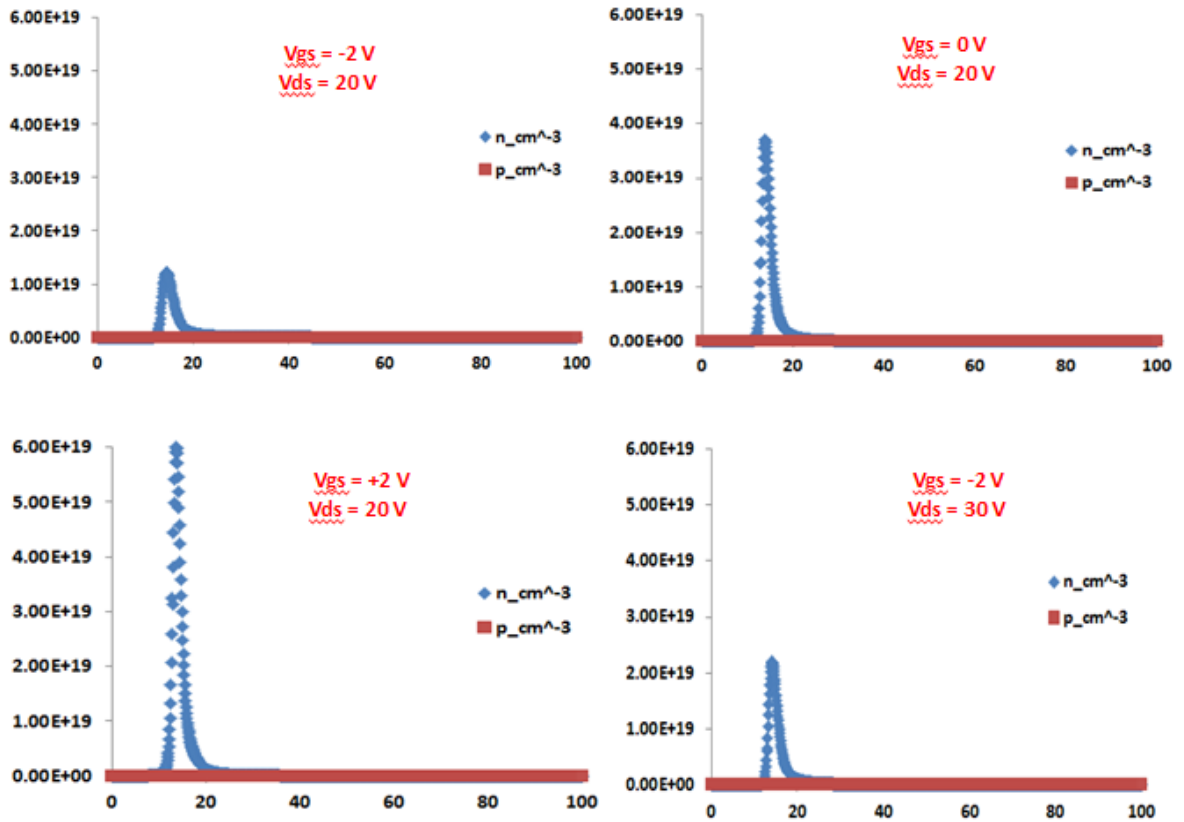 6.00E+19
5.00E+19
4.00E+19
3.00E+19
2.00E+19
1.00E+19
0.00E+00
0 20 40 60 80 100
Vgs = -2 V
Vds = 20 V
n_cm^-3
p_cm^-3
6.00E+19
5.00E+19
4.00E+19
3.00E+19
2.00E+19
1.00E+19
0.00E+00
0 20 40 60 80 100
Vgs = 0 V
Vds = 20 V
n_cm^-3
p_cm^-3
6.00E+19
5.00E+19
4.00E+19
3.00E+19
2.00E+19
1.00E+19
0.00E+00
0 20 40 60 80 100
Vgs = +2 V
Vds = 20 V
n_cm^-3
p_cm^-3
6.00E+19
5.00E+19
4.00E+19
3.00E+19
2.00E+19
1.00E+19
0.00E+00
0 20 40 60 80 100
Vgs = -2 V
Vds = 30 V
n_cm^-3
p_cm^-3